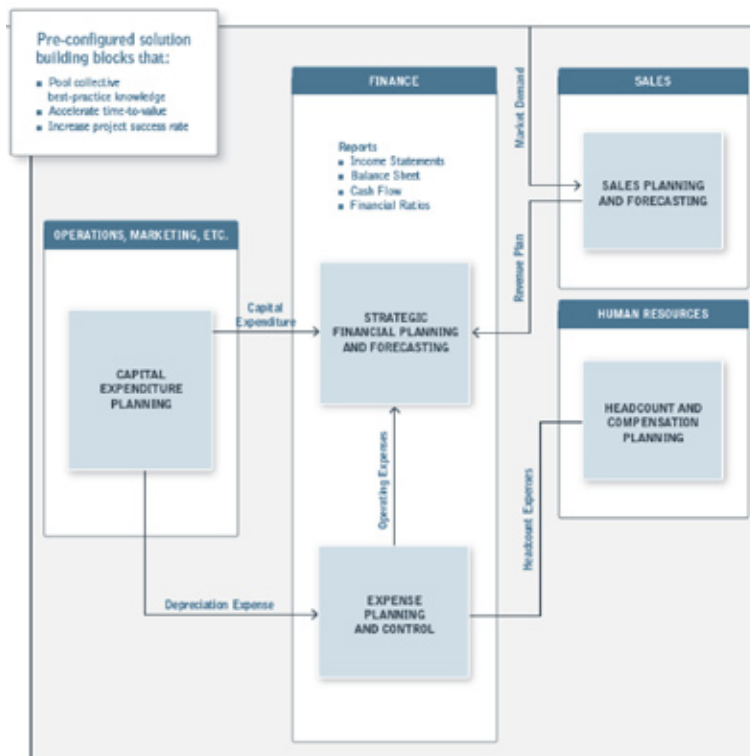 Pre-configured solution
building blocks that:
Pool collective
best-practice knowledge
Accelerate time-to-value
Increase project success rate
FINANCE
Reports
Income Statements
Balance Sheet
Cash Flow
Financial Ratios
Market Demand
SALES
SALES PLANNING
AND FORECASTING
OPERATIONS, MARKETING, ETC.
Capital
Expenditure
STRATEGIC
FINANCIAL PLANNING
AND FORECASTING
Revenue Plan
HUMAN RESOURCES
CAPITAL
EXPENDITURE
PLANNING
HEADCOUNT AND
COMPENSATION
PLANNING
Operating Expenses
Headcount Expenses
Depreciation Expense
EXPENSE
PLANNING
AND CONTROL